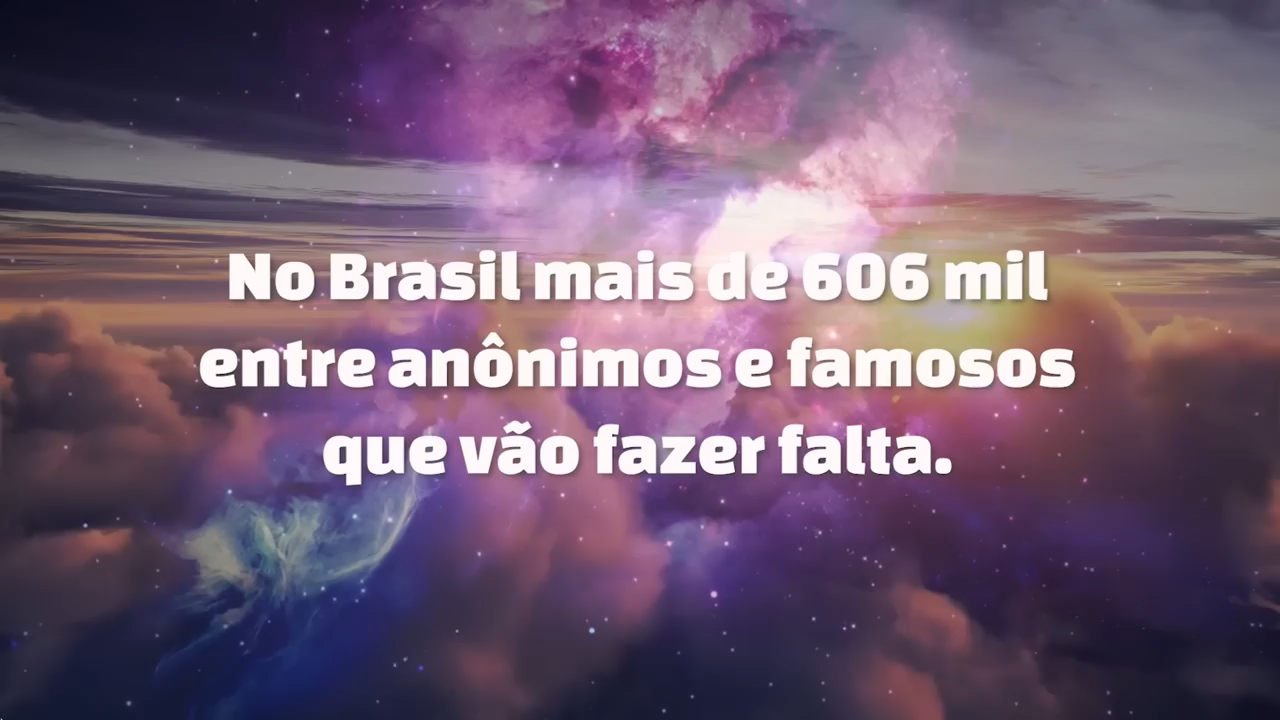 No Brasil mais de 606 mil
entre anônimos e famosos
que vão fazer falta.